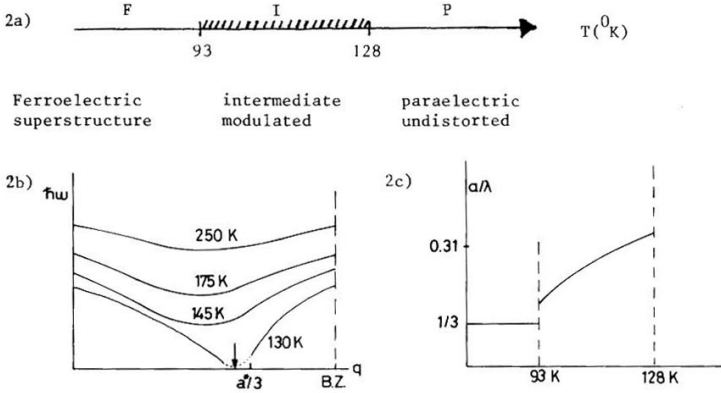 2a) F I P
93 128 T(⁰K)
Ferroelectric intermediate paraelectric
superstructure modulated undistorted
2b) ħω
250 K
175 K
145 K
130 K
a*/3 B.Z. q
2c) a/λ
0.31
1/3
93 K 128 K